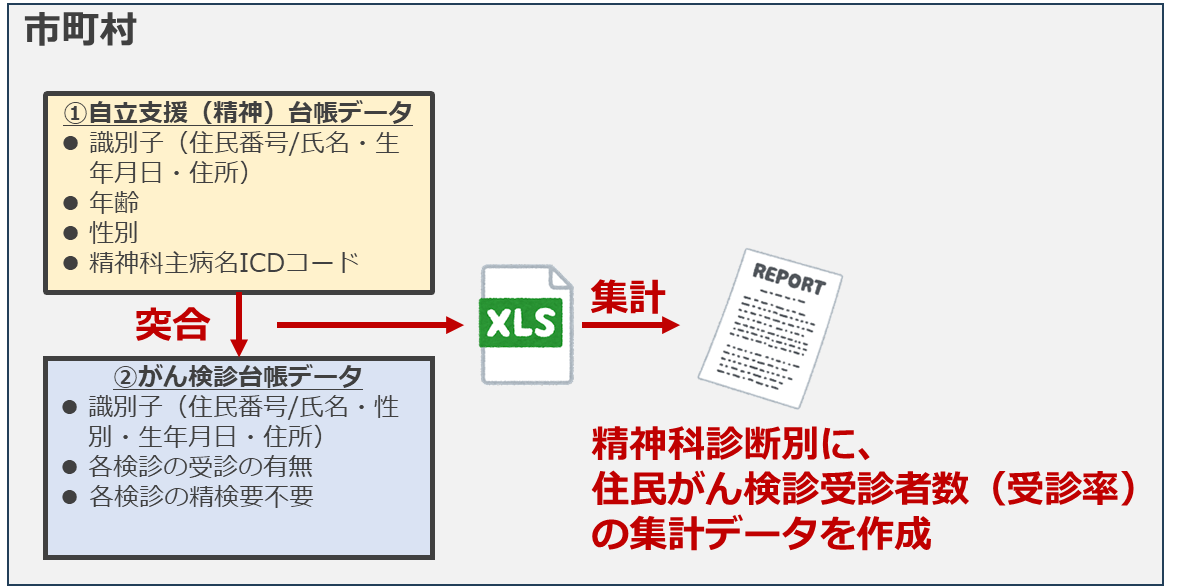 市町村
①自立支援（精神）台帳データ
● 識別子（住民番号/氏名・生
年月日・住所）
● 年齢
● 性別
● 精神科主病名ICDコード
突合
②がん検診台帳データ
● 識別子（住民番号/氏名・性
別・生年月日・住所）
● 各検診の受診の有無
● 各検診の精検要不要
XLS
集計
REPORT
精神科診断別に、
住民がん検診受診者数（受診率）
の集計データを作成